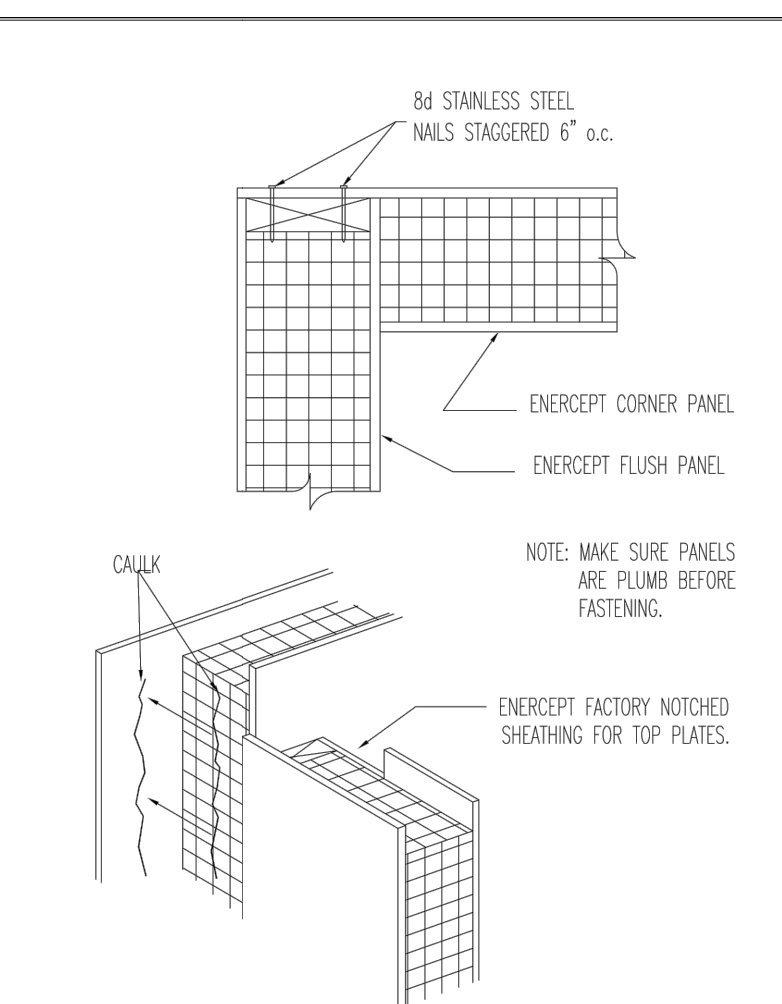 8d STAINLESS STEEL
NAILS STAGGERED 6" o.c.
ENERCEPT CORNER PANEL
ENERCEPT FLUSH PANEL
CAULK
NOTE: MAKE SURE PANELS
ARE PLUMB BEFORE
FASTENING.
ENERCEPT FACTORY NOTCHED
SHEATHING FOR TOP PLATES.